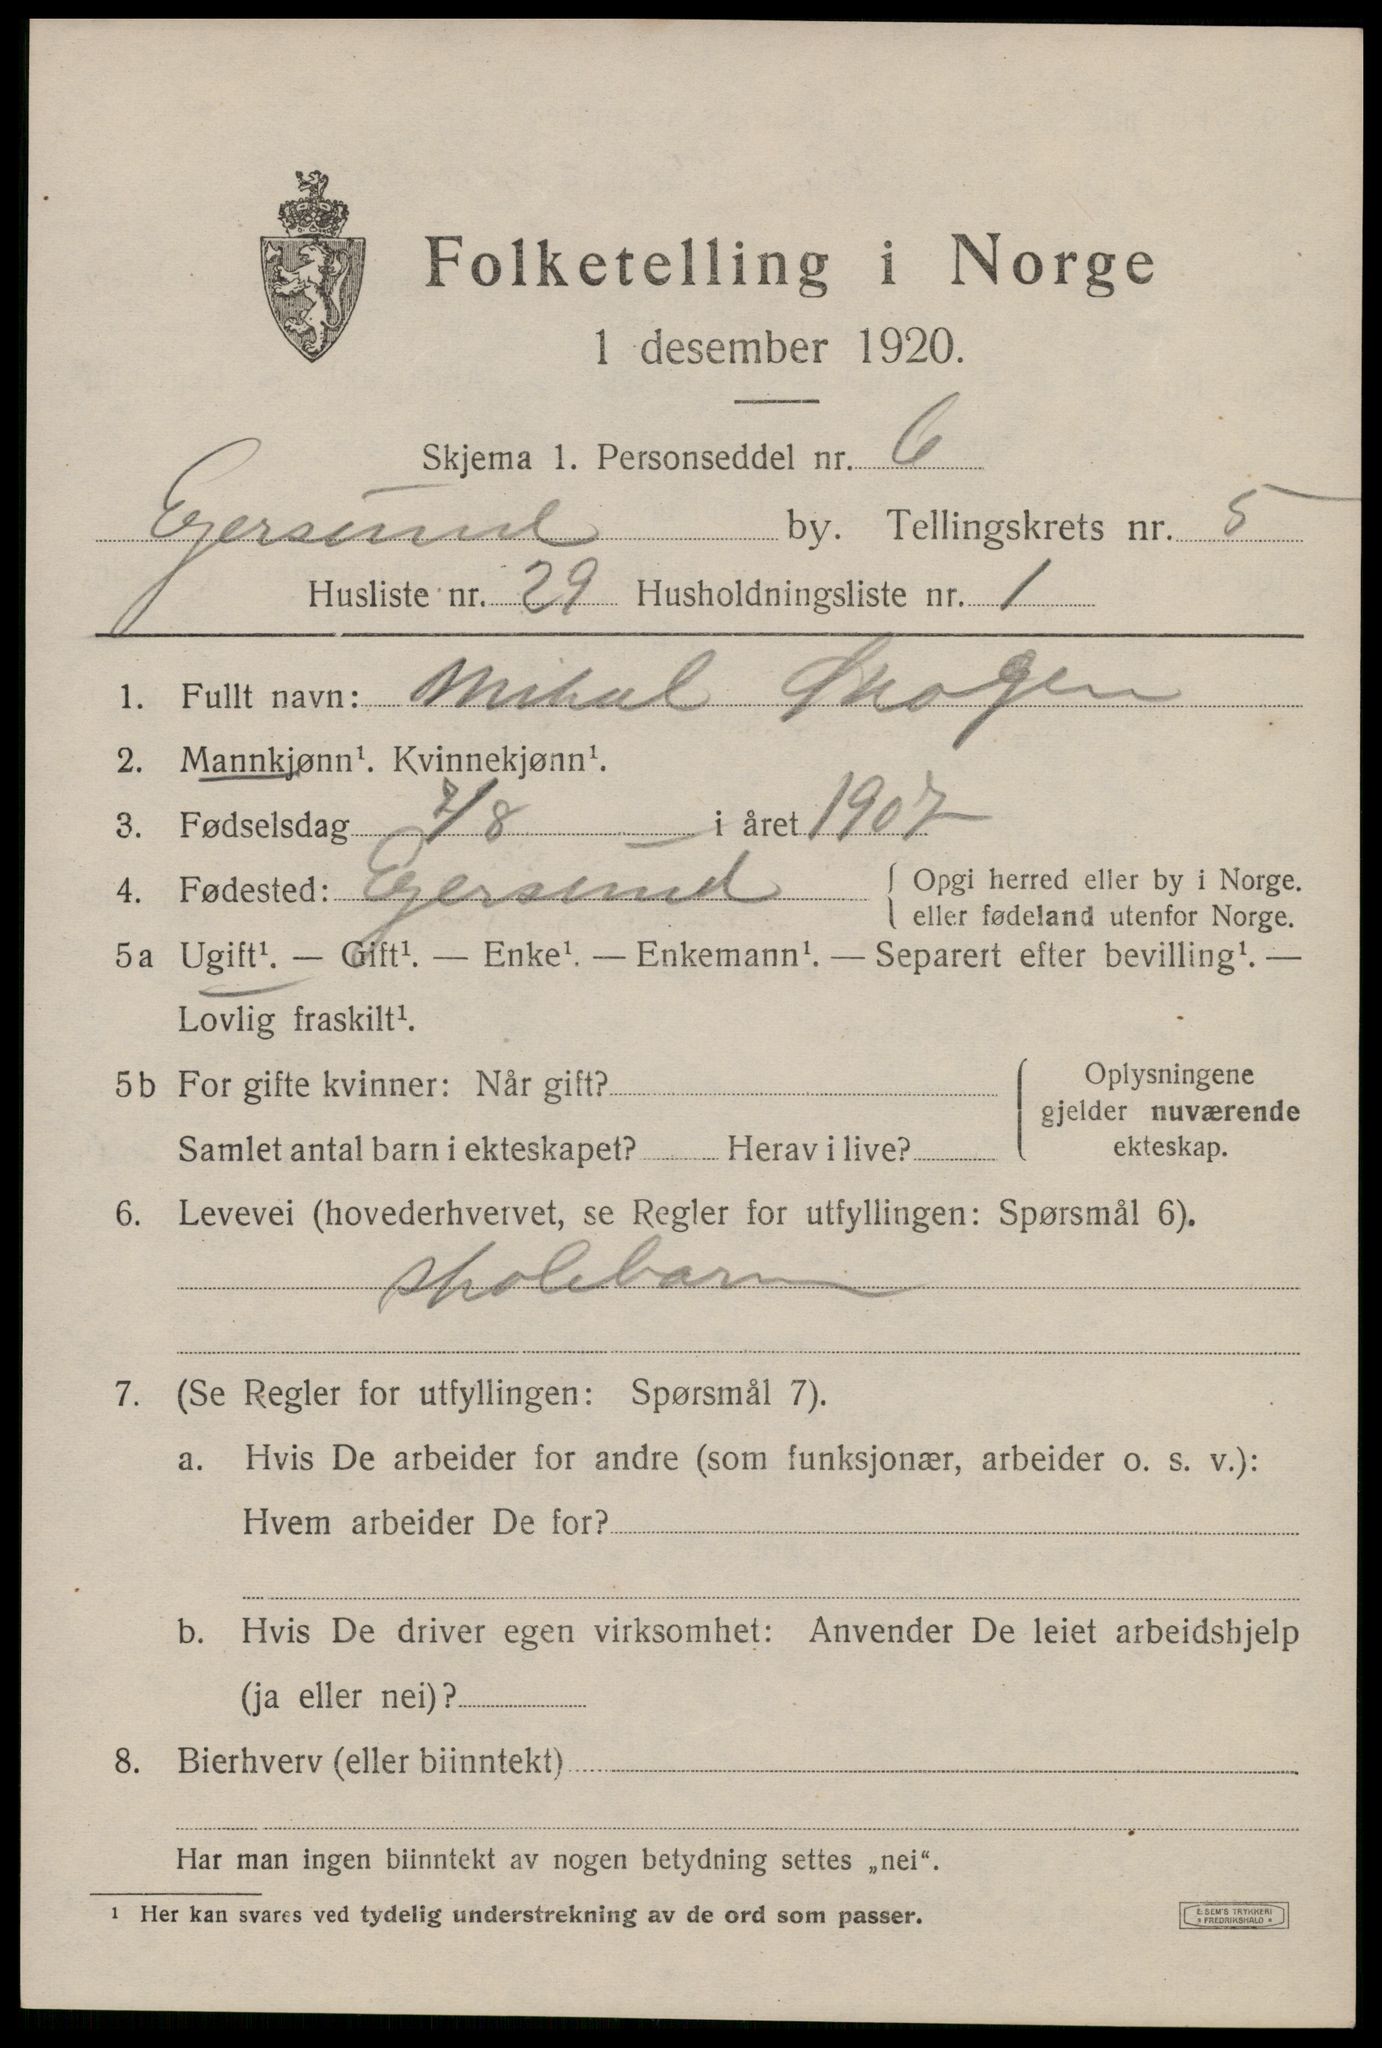 Folketelling i Norge
1 desember 1920.
Skjema 1. Personseddel nr. 6
Egersund by. Tellingskrets nr. 5
Husliste nr. 29 Husholdningsliste nr. 1
1. Fullt navn: Mikal Skogen
2. Mannkjønn¹. Kvinnekjønn¹.
3. Fødselsdag 7/8 i året 1907
4. Fødested: Egersund { Opgi herred eller by i Norge.
eller fødeland utenfor Norge.
5a Ugift¹. — Gift¹. — Enke¹. — Enkemann¹. — Separert efter bevilling¹. —
Lovlig fraskilt¹.
5b For gifte kvinner: Når gift?
Samlet antal barn i ekteskapet? Herav i live?
Oplysningene
gjelder nuværende
ekteskap.
6. Levevei (hovederhvervet, se Regler for utfyllingen: Spørsmål 6).
skolebarn
7. (Se Regler for utfyllingen: Spørsmål 7).
a. Hvis De arbeider for andre (som funksjonær, arbeider o. s. v.):
Hvem arbeider De for?
b. Hvis De driver egen virksomhet: Anvender De leiet arbeidshjelp
(ja eller nei)?
8. Bierhverv (eller biinntekt)
Har man ingen biinntekt av nogen betydning settes „nei“.
¹ Her kan svares ved tydelig understrekning av de ord som passer.
E. SEM'S TRYKKERI
* FREDRIKSHALD *